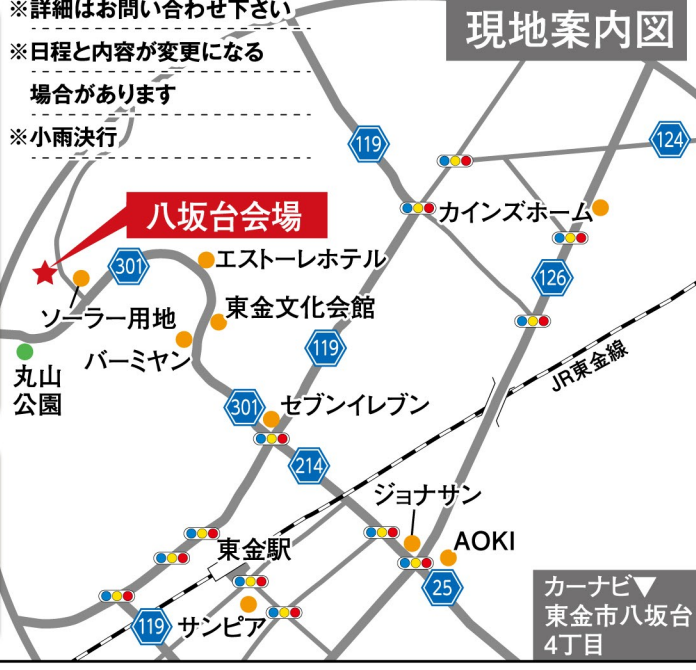 ※詳細はお問い合わせ下さい
※日程と内容が変更になる
場合があります
※小雨決行
現地案内図
119
124
カインズホーム
八坂台会場
301
エストーレホテル
126
ソーラー用地
東金文化会館
バーミヤン
119
丸山
公園
JR東金線
301
セブンイレブン
214
ジョナサン
東金駅
AOKI
25
119
サンピア
カーナビ▼
東金市八坂台
4丁目